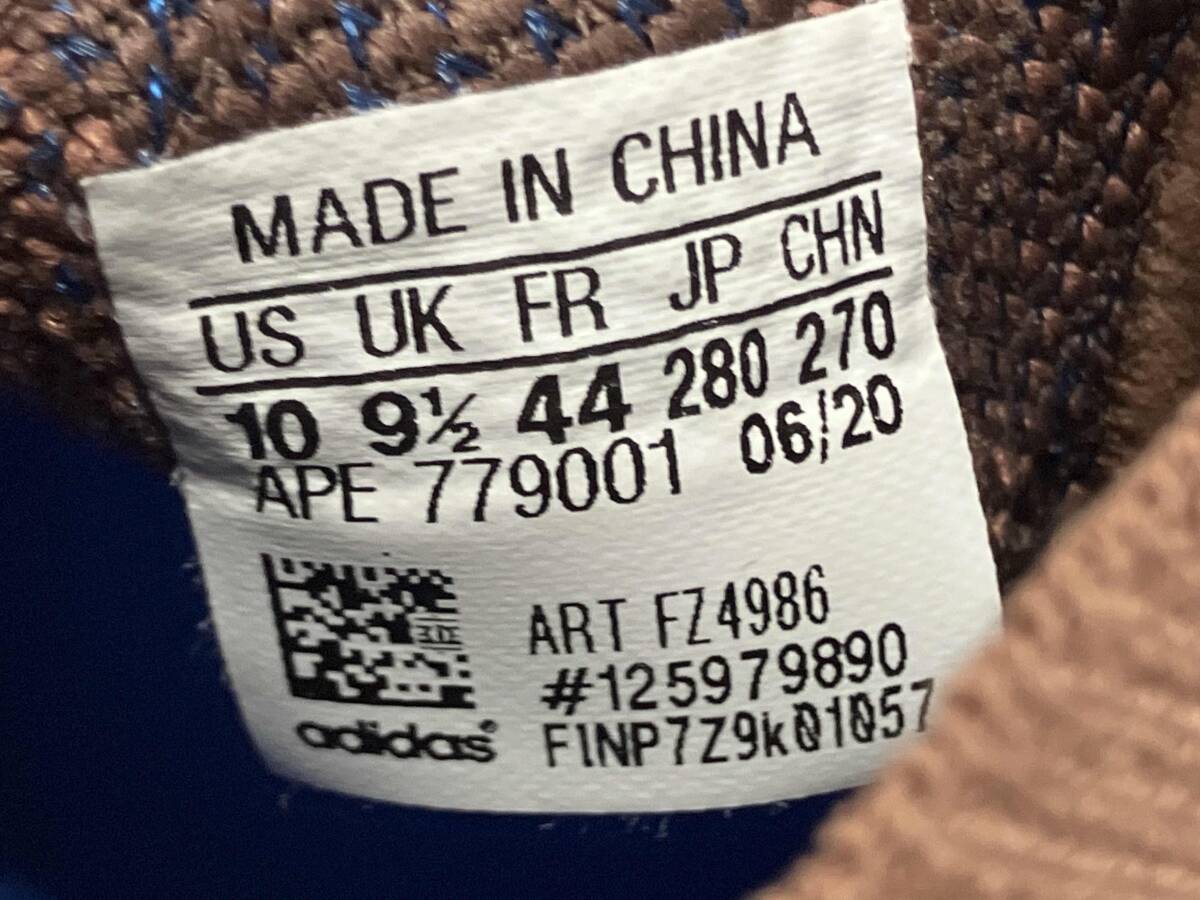 MADE IN CHINA
US UK FR JP CHN
10 9½ 44 280 270
APE 779001 06/20
ART FZ4986
#125979890
adidas FINP7Z9k01057